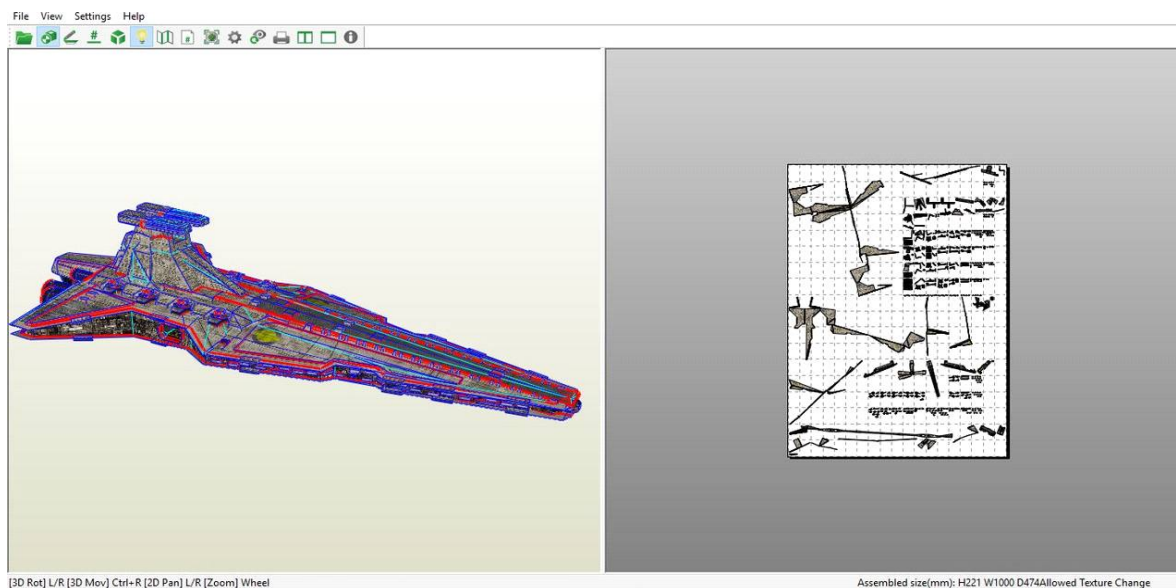 File View Settings Help
[3D Rot] L/R [3D Mov] Ctrl+R [2D Pan] L/R [Zoom] Wheel
Assembled size(mm): H221 W1000 D474Allowed Texture Change